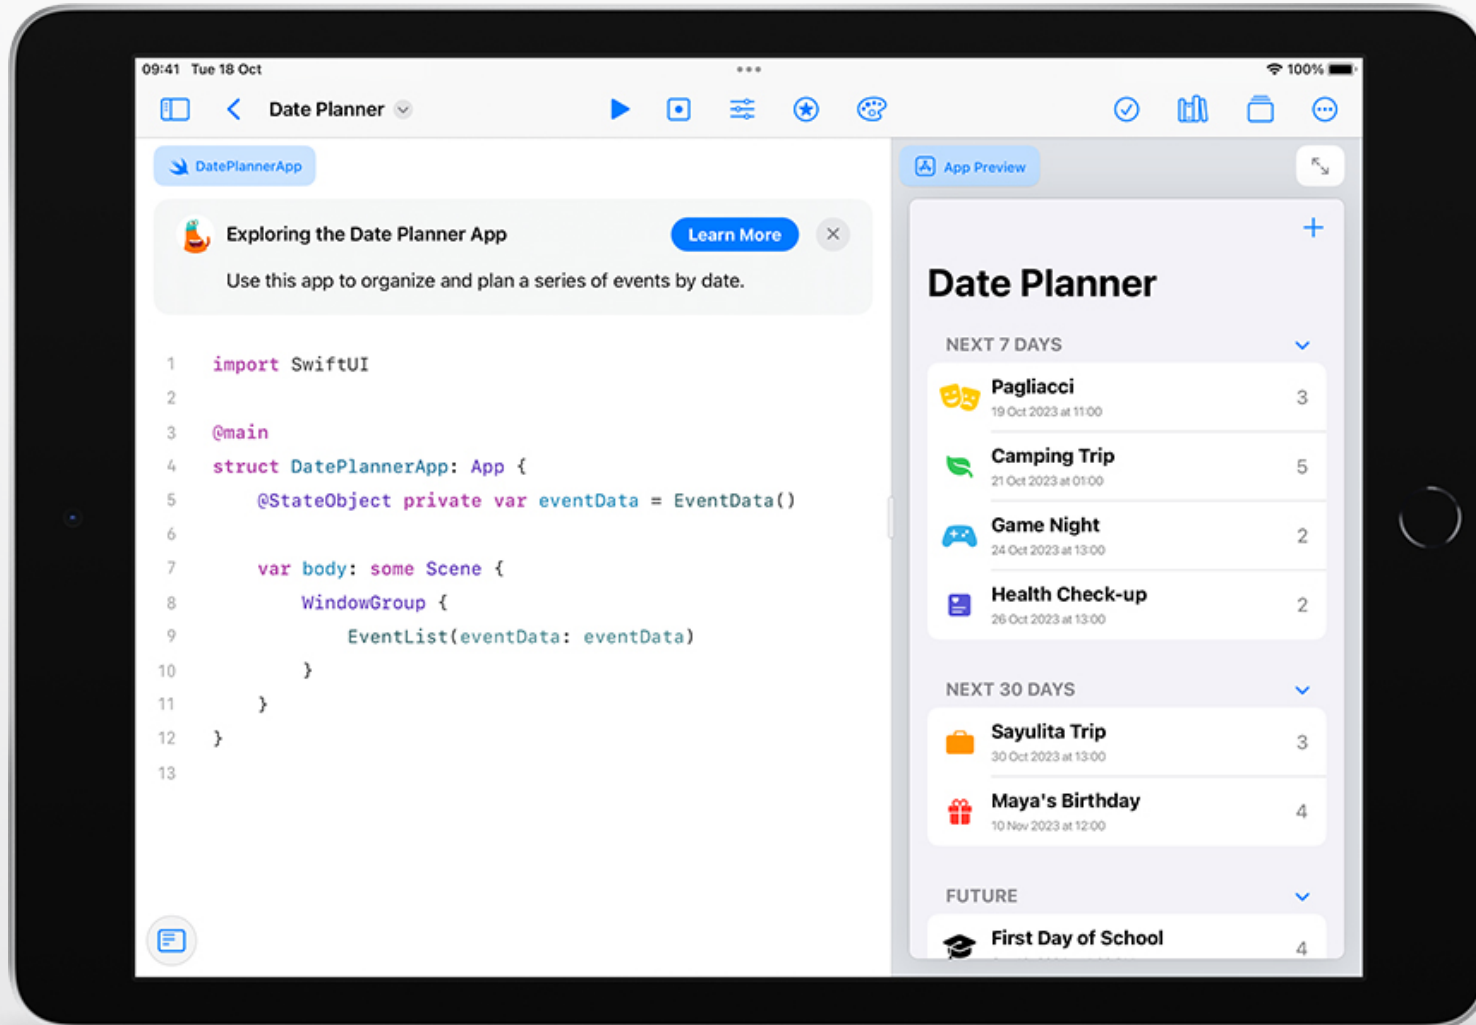 09:41 Tue 18 Oct
100%
Date Planner
DatePlannerApp
Exploring the Date Planner App
Learn More
Use this app to organize and plan a series of events by date.
1 import SwiftUI
2
3 @main
4 struct DatePlannerApp: App {
5 @StateObject private var eventData = EventData()
6
7 var body: some Scene {
8 WindowGroup {
9 EventList(eventData: eventData)
10 }
11 }
12 }
13
App Preview
Date Planner
NEXT 7 DAYS
Pagliacci
19 Oct 2023 at 11:00
3
Camping Trip
21 Oct 2023 at 01:00
5
Game Night
24 Oct 2023 at 13:00
2
Health Check-up
26 Oct 2023 at 13:00
2
NEXT 30 DAYS
Sayulita Trip
30 Oct 2023 at 13:00
3
Maya's Birthday
10 Nov 2023 at 12:00
4
FUTURE
First Day of School
4